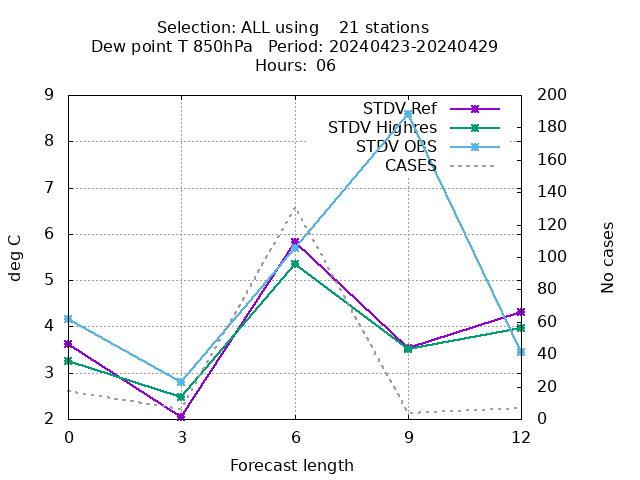 Selection: ALL using    21 stations
Dew point T 850hPa   Period: 20240423-20240429
Hours: 06
9
8
7
6
5
4
3
2
200
180
160
140
120
100
80
60
40
20
0
STDV Ref
STDV Highres
STDV OBS
CASES
deg C
No cases
0 3 6 9 12
Forecast length